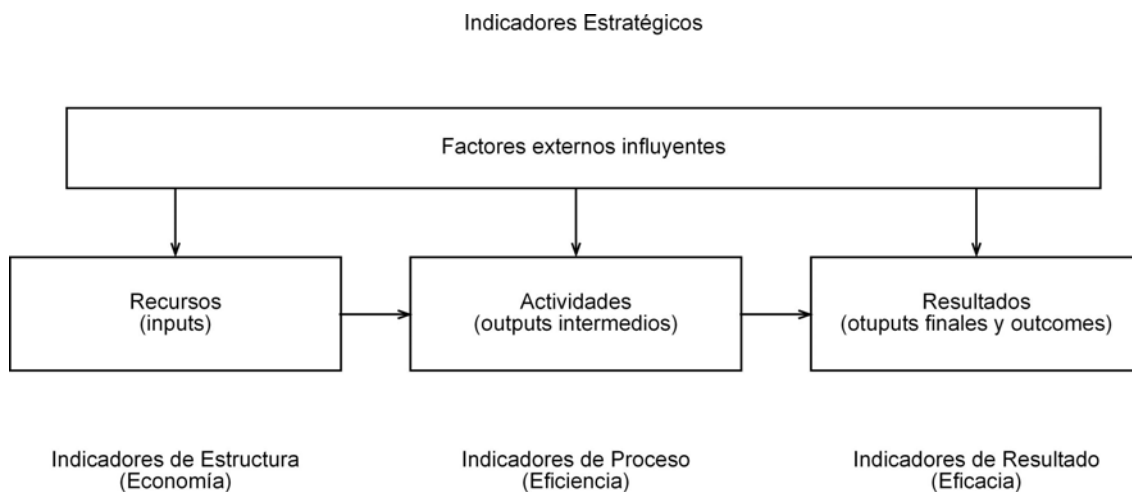 Indicadores Estratégicos
Factores externos influyentes
Recursos
(inputs)
Actividades
(outputs intermedios)
Resultados
(otuputs finales y outcomes)
Indicadores de Estructura
(Economía)
Indicadores de Proceso
(Eficiencia)
Indicadores de Resultado
(Eficacia)